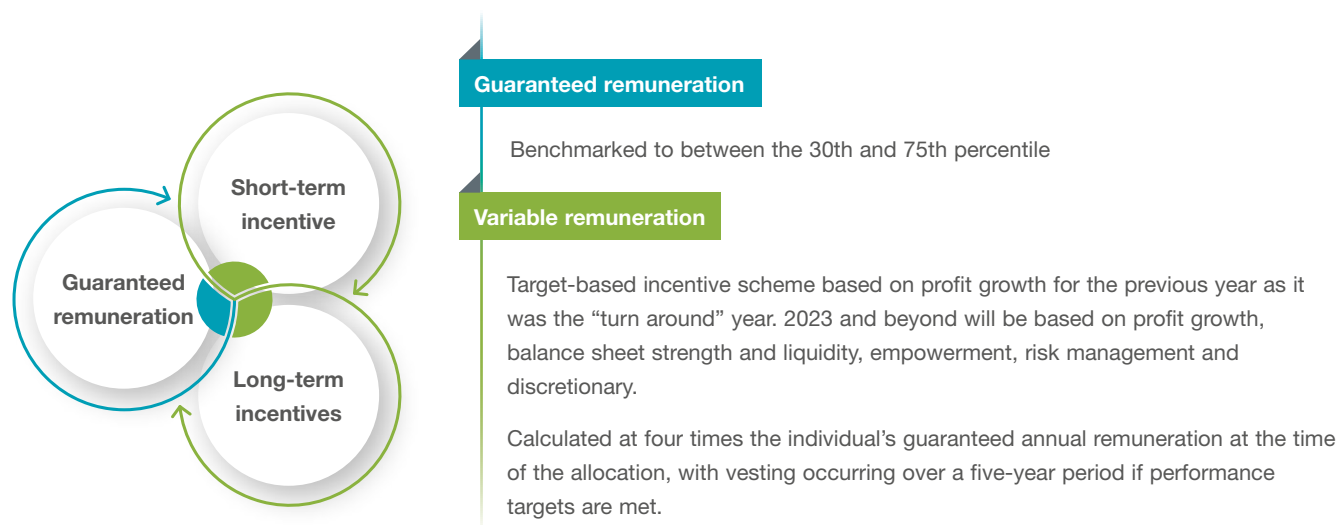 Short-term
incentive
Guaranteed
remuneration
Long-term
incentives
Guaranteed remuneration
Benchmarked to between the 30th and 75th percentile
Variable remuneration
Target-based incentive scheme based on profit growth for the previous year as it
was the “turn around” year. 2023 and beyond will be based on profit growth,
balance sheet strength and liquidity, empowerment, risk management and
discretionary.
Calculated at four times the individual’s guaranteed annual remuneration at the time
of the allocation, with vesting occurring over a five-year period if performance
targets are met.